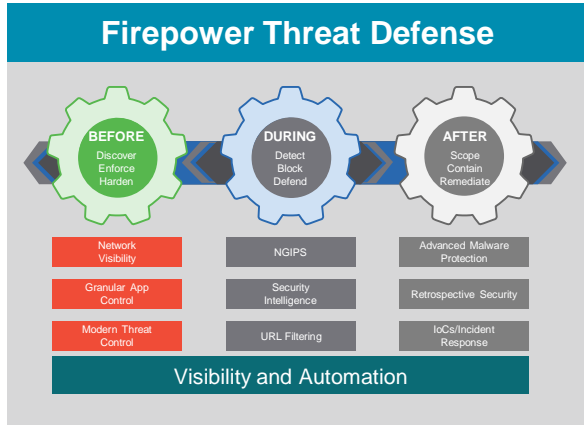 Firepower Threat Defense
BEFORE
Discover
Enforce
Harden
DURING
Detect
Block
Defend
AFTER
Scope
Contain
Remediate
Network
Visibility
Granular App
Control
Modern Threat
Control
NGIPS
Security
Intelligence
URL Filtering
Advanced Malware
Protection
Retrospective Security
IoCs/Incident
Response
Visibility and Automation